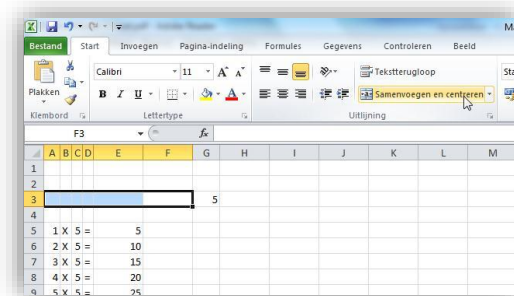 Bestand Start Invoegen Pagina-indeling Formules Gegevens Controleren Beeld
Calibri 11 A A Tekstterugloop Sta
Plakken B I U A Samenvoegen en centreren
Klembord Lettertype Uitlijning
F3 fx
A B C D E F G H I J K L M
1
2
3 5
4
5 1 X 5 = 5
6 2 X 5 = 10
7 3 X 5 = 15
8 4 X 5 = 20
9 5 X 5 = 25